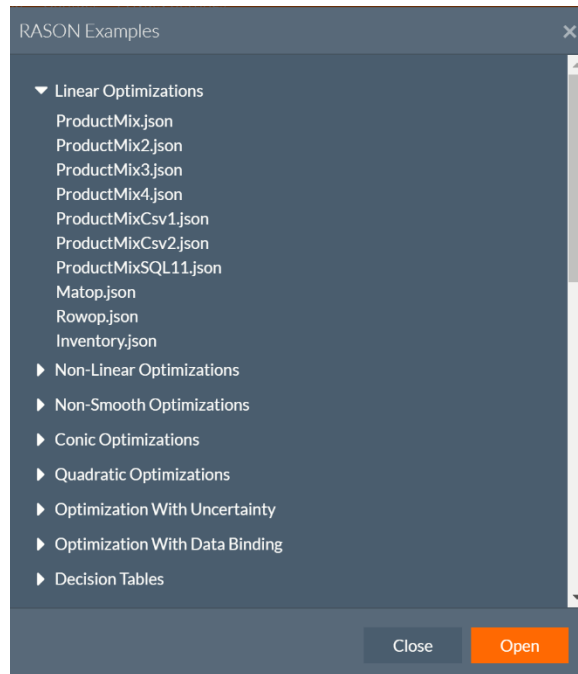 RASON Examples
Linear Optimizations
ProductMix.json
ProductMix2.json
ProductMix3.json
ProductMix4.json
ProductMixCsv1.json
ProductMixCsv2.json
ProductMixSQL11.json
Matop.json
Rowop.json
Inventory.json
Non-Linear Optimizations
Non-Smooth Optimizations
Conic Optimizations
Quadratic Optimizations
Optimization With Uncertainty
Optimization With Data Binding
Decision Tables
Close Open